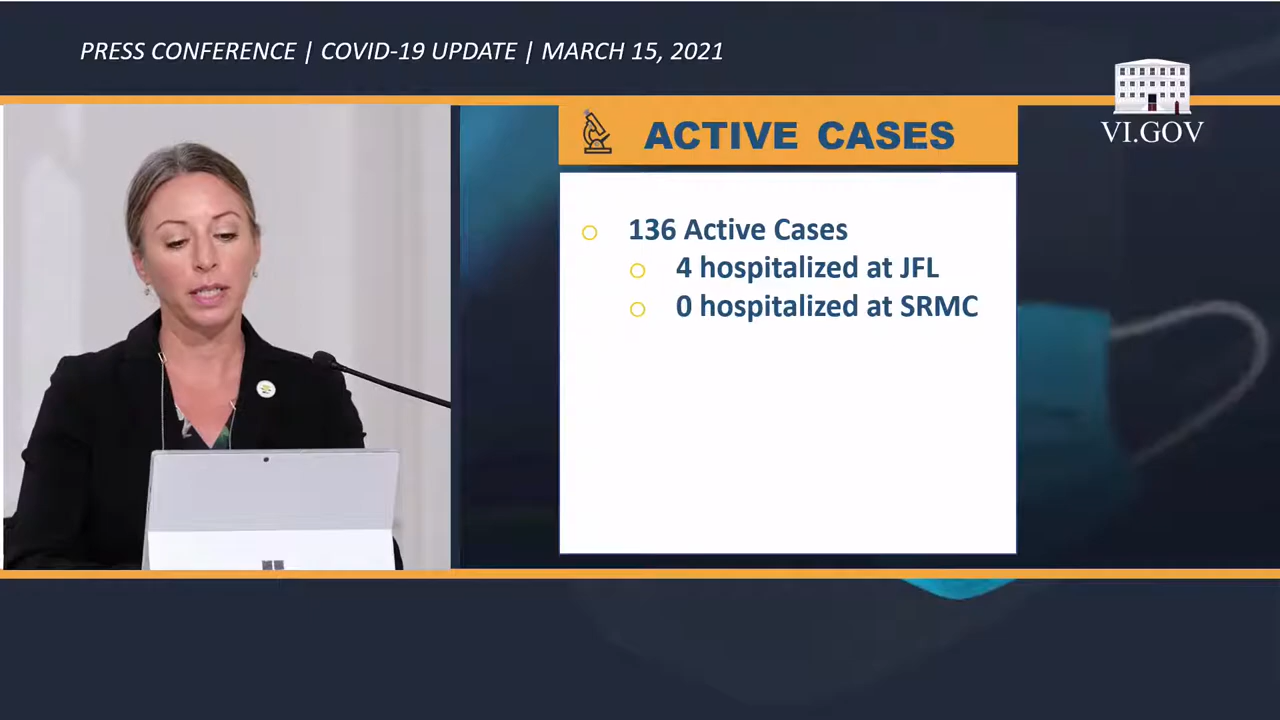 PRESS CONFERENCE | COVID-19 UPDATE | MARCH 15, 2021
VI.GOV
ACTIVE CASES
136 Active Cases
4 hospitalized at JFL
0 hospitalized at SRMC